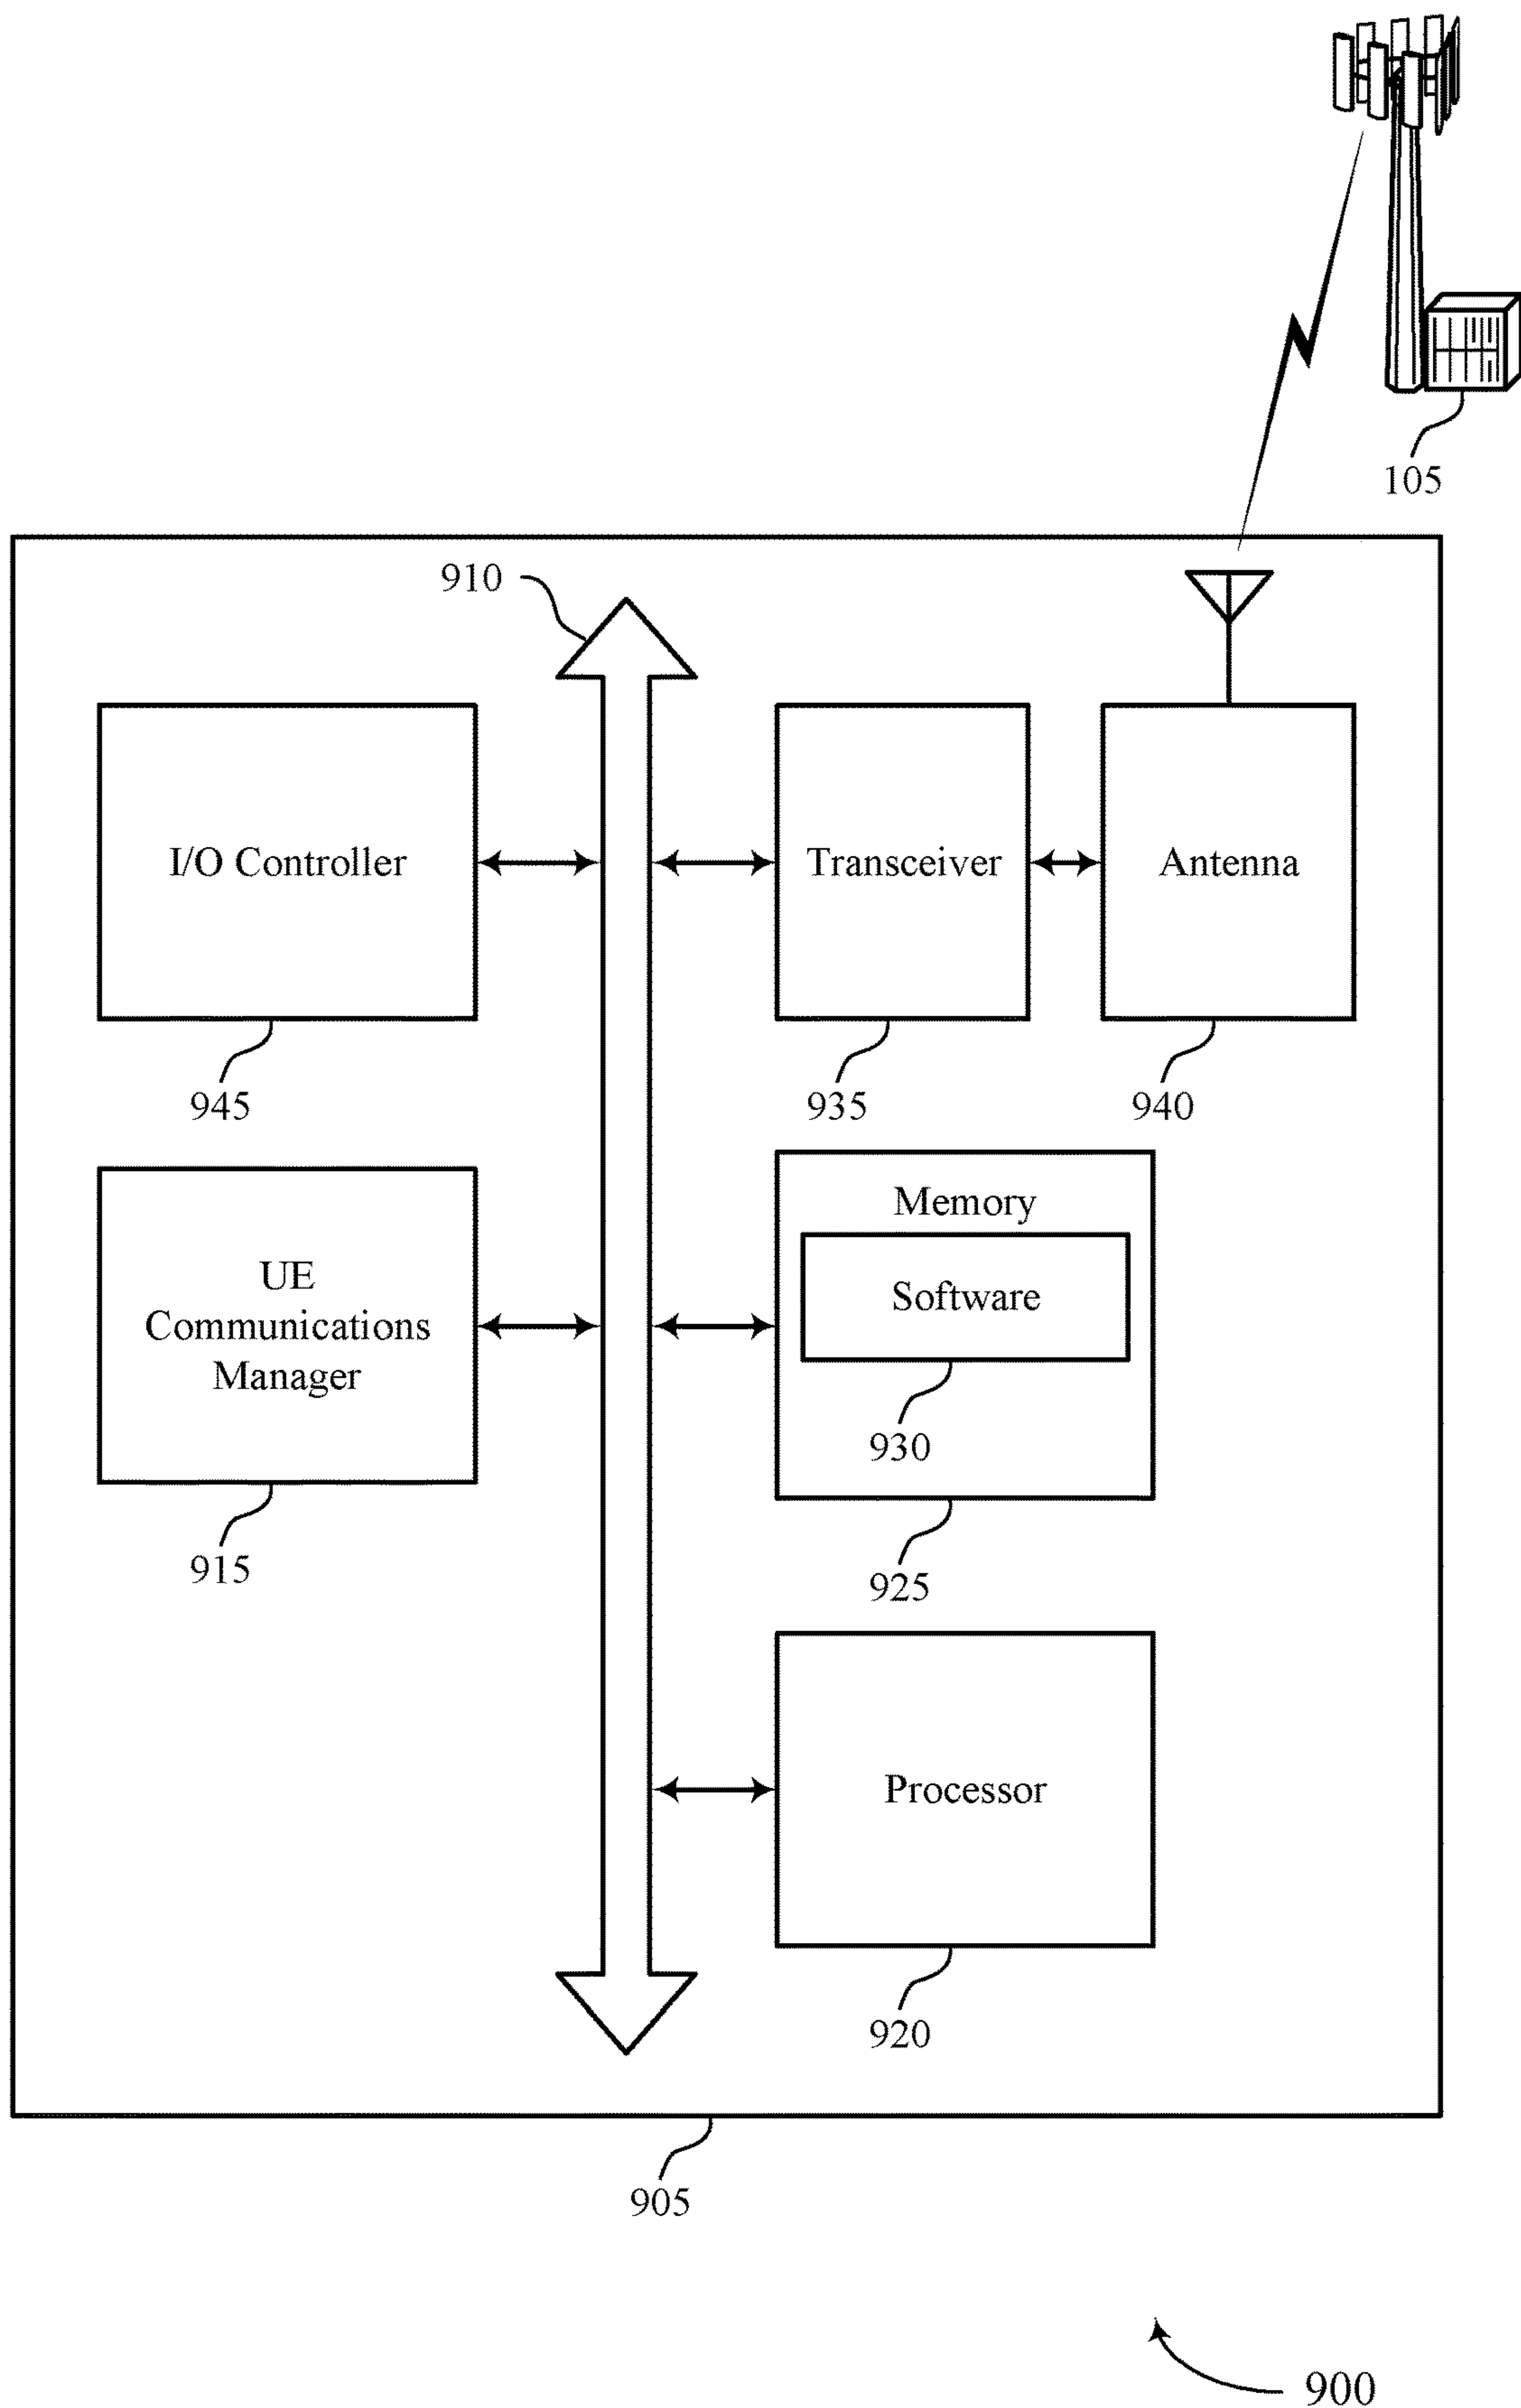 105
910
I/O Controller
Transceiver
Antenna
945
935
940
UE
Communications
Manager
Memory
Software
930
915
925
Processor
920
905
900